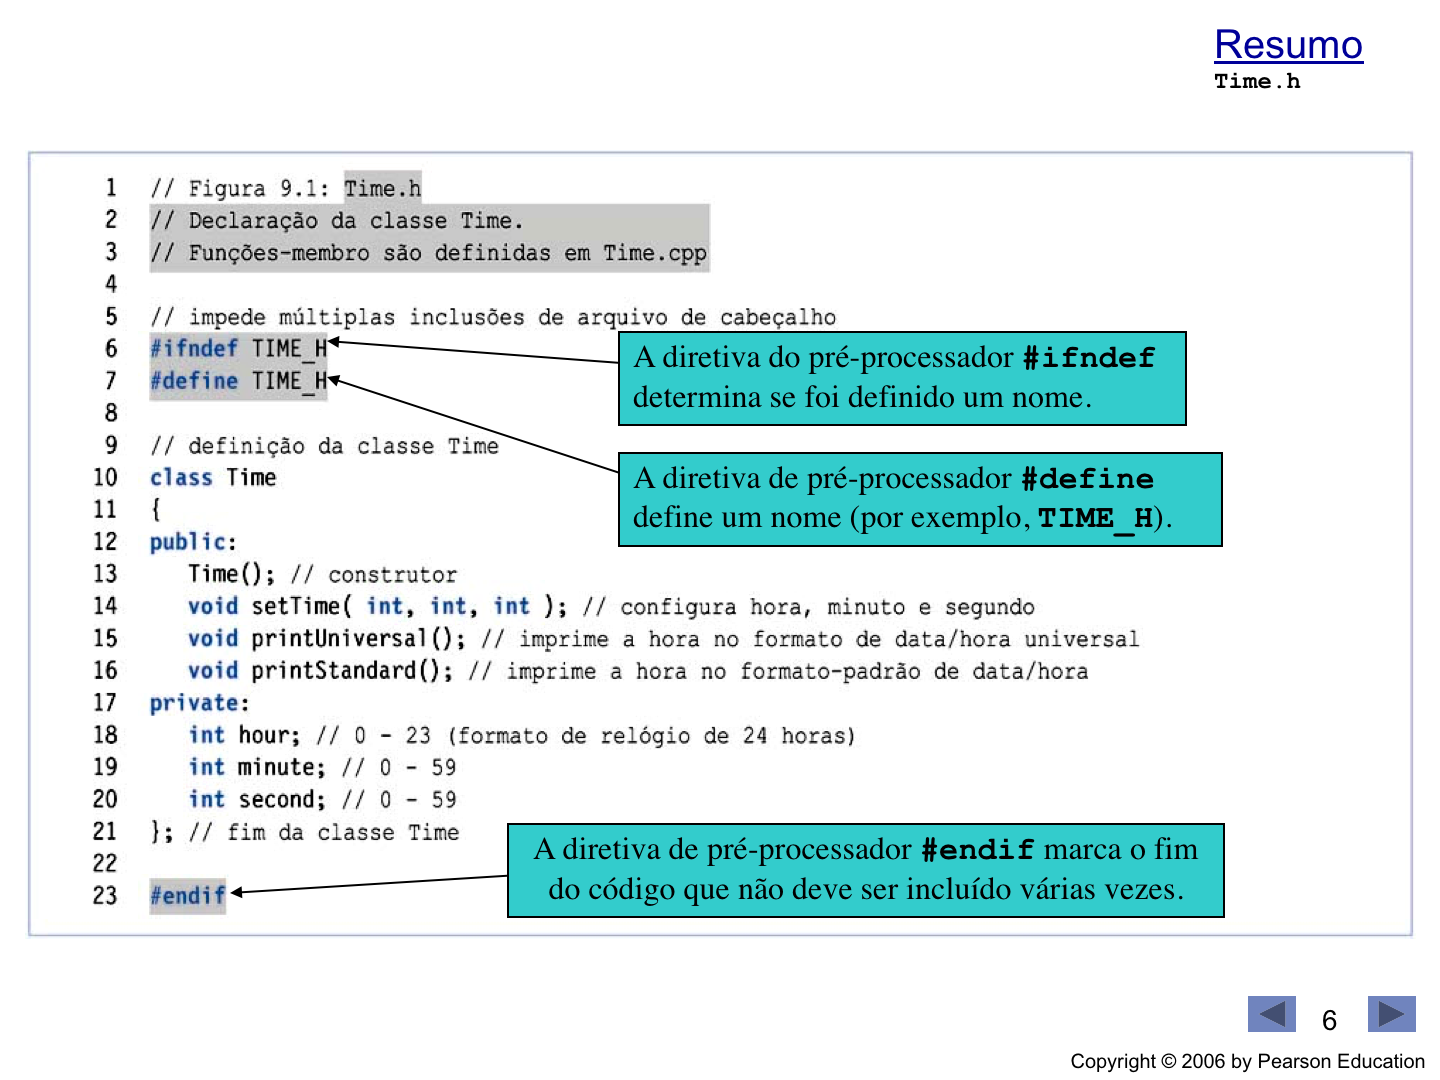 Resumo
Time.h
1 // Figura 9.1: Time.h
2 // Declaração da classe Time.
3 // Funções-membro são definidas em Time.cpp
4
5 // impede múltiplas inclusões de arquivo de cabeçalho
6 #ifndef TIME_H
7 #define TIME_H
A diretiva do pré-processador #ifndef
determina se foi definido um nome.
8
9 // definição da classe Time
10 class Time
11 {
A diretiva de pré-processador #define
define um nome (por exemplo, TIME_H).
12 public:
13 Time(); // construtor
14 void setTime( int, int, int ); // configura hora, minuto e segundo
15 void printUniversal(); // imprime a hora no formato de data/hora universal
16 void printStandard(); // imprime a hora no formato-padrão de data/hora
17 private:
18 int hour; // 0 - 23 (formato de relógio de 24 horas)
19 int minute; // 0 - 59
20 int second; // 0 - 59
21 }; // fim da classe Time
22
23 #endif
A diretiva de pré-processador #endif marca o fim
do código que não deve ser incluído várias vezes.
6
Copyright © 2006 by Pearson Education